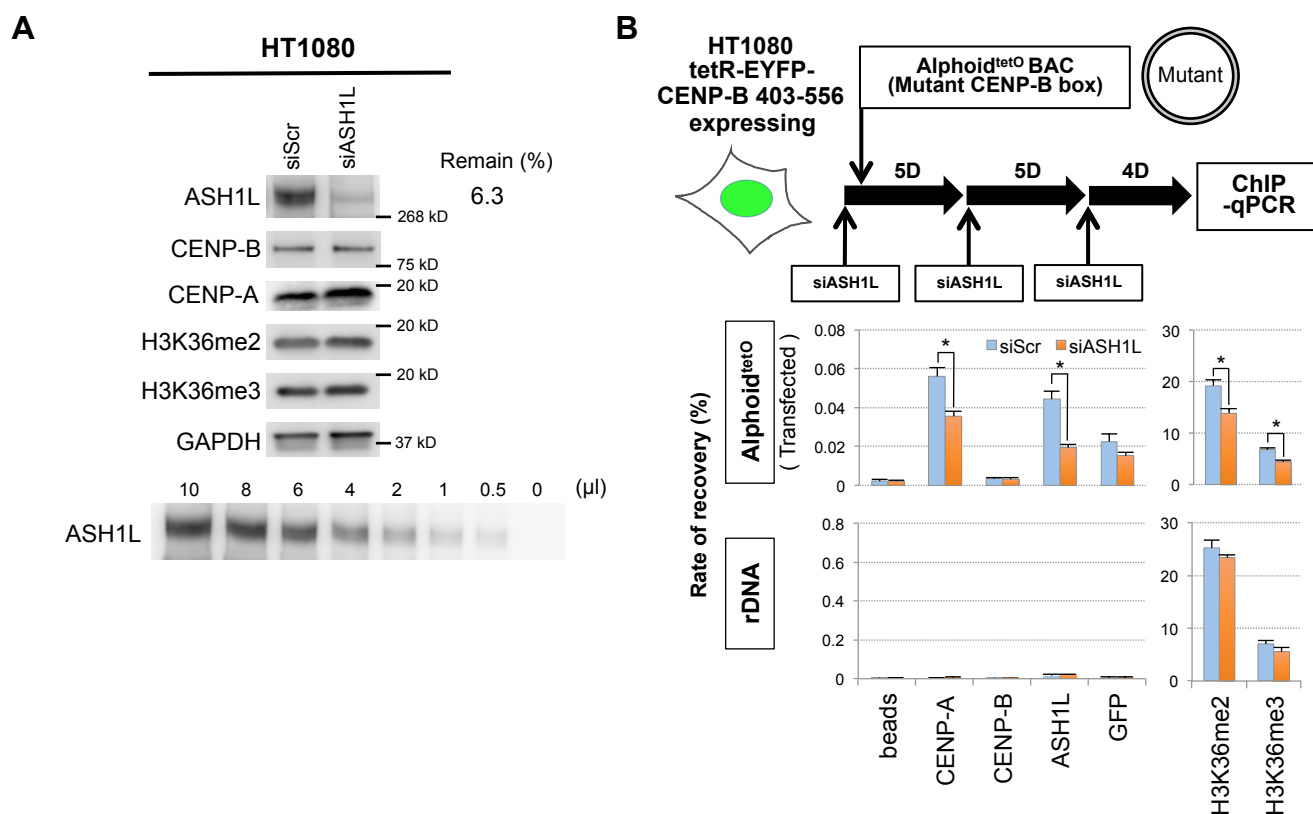 A
HT1080
siScr
siASH1L
Remain (%)
ASH1L
6.3
268 kD
CENP-B
75 kD
CENP-A
20 kD
H3K36me2
20 kD
H3K36me3
20 kD
GAPDH
37 kD
10 8 6 4 2 1 0.5 0 (µl)
ASH1L
B
HT1080
tetR-EYFP-
CENP-B 403-556
expressing
Alphoid^tetO BAC
(Mutant CENP-B box)
Mutant
5D 5D 4D
ChIP
-qPCR
siASH1L siASH1L siASH1L
Rate of recovery (%)
Alphoid^tetO
( Transfected )
0.08
0.06
0.04
0.02
0
siScr siASH1L
*
*
30
20
10
0
*
*
rDNA
0.8
0.6
0.4
0.2
0
30
20
10
0
beads
CENP-A
CENP-B
ASH1L
GFP
H3K36me2
H3K36me3